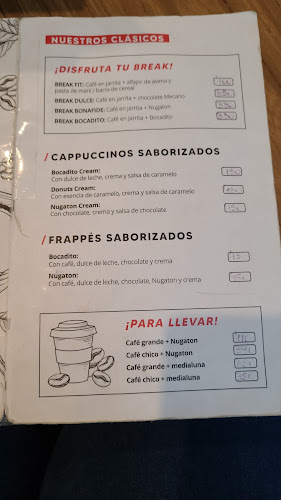 NUESTROS CLÁSICOS
¡DISFRUTA TU BREAK!
BREAK FIT: Café en jarrita + alfajor de avena y
pasta de maní / barra de cereal
BREAK DULCE: Café en jarrita + chocolate Mecano
BREAK BONAFIDE: Café en jarrita + Nugaton
BREAK BOCADITO: Café en jarrita + Bocadito
/ CAPPUCCINOS SABORIZADOS
Bocadito Cream:
Con dulce de leche, crema y salsa de caramelo
Donuts Cream:
Con esencia de caramelo, crema y salsa de caramelo
Nugaton Cream:
Con chocolate, crema y salsa de chocolate
/ FRAPPÉS SABORIZADOS
Bocadito:
Con café, dulce de leche, chocolate y crema
Nugaton:
Con café, dulce de leche, chocolate, Nugaton y crema
¡PARA LLEVAR!
Café grande + Nugaton
Café chico + Nugaton
Café grande + medialuna
Café chico + medialuna